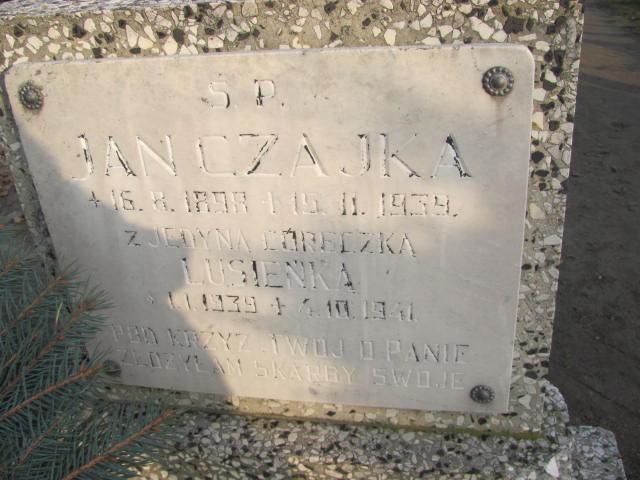 Ś. P.
JAN CZAJKA
+ 16. 8. 1898 + 15. 11. 1939.
Z JEDYNĄ CÓRECZKĄ
LUSIEŃKĄ
* 1.1.1939 + 4.10.1941.
POD KRZYŻ TWÓJ O PANIE
ZŁOŻYŁAM SKARBY SWOJE